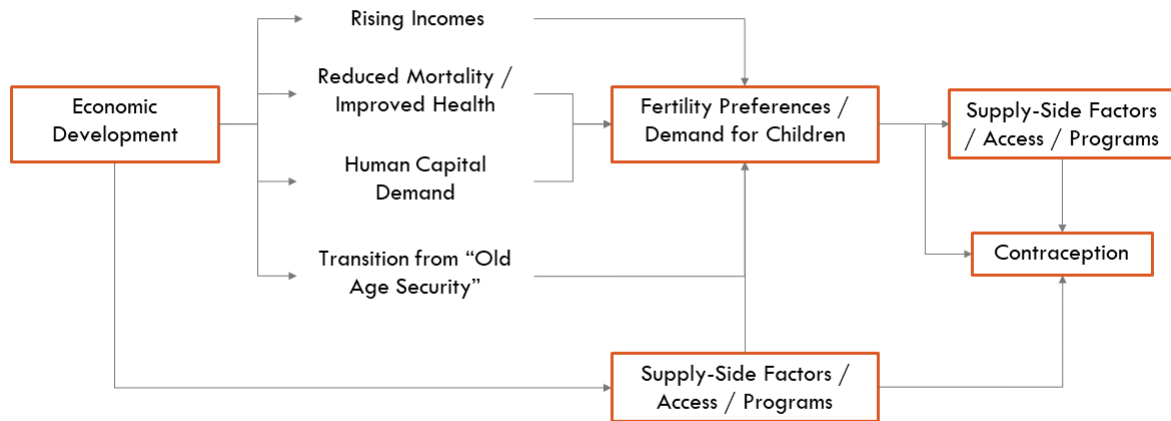 Rising Incomes
Economic
Development
Reduced Mortality /
Improved Health
Human Capital
Demand
Transition from “Old
Age Security”
Fertility Preferences /
Demand for Children
Supply-Side Factors
/ Access / Programs
Contraception
Supply-Side Factors /
Access / Programs